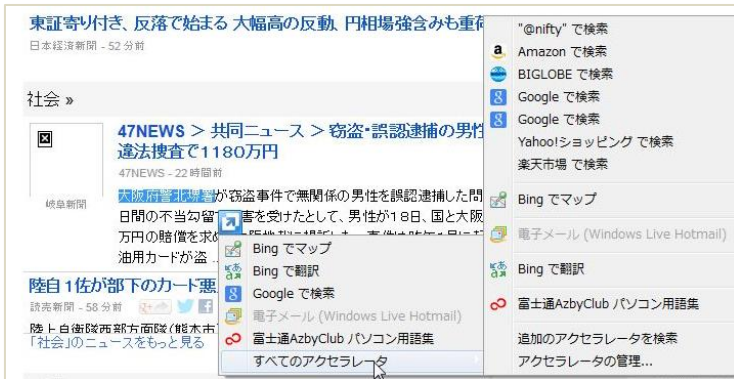 東証寄り付き、反落で始まる 大幅高の反動、円相場強含みも重荷
日本経済新聞 - 52 分前
社会 »
47NEWS > 共同ニュース > 窃盗・誤認逮捕の男性
違法捜査で1180万円
47NEWS - 22 時間前
岐阜新聞
大阪府警北堺署が窃盗事件で無関係の男性を誤認逮捕した問
日間の不当勾留 害を受けたとして、男性が18日、国と大阪
万円の賠償を求め
油用カードが盗 ...
陸自1佐が部下のカード悪
読売新聞 - 58 分前
陸上自衛隊西部方面隊(熊本市)
「社会」のニュースをもっと見る
Bing でマップ
Bing で翻訳
Google で検索
電子メール (Windows Live Hotmail)
富士通AzbyClub パソコン用語集
すべてのアクセラレータ
"@nifty" で検索
Amazon で検索
BIGLOBE で検索
Google で検索
Google で検索
Yahoo!ショッピング で検索
楽天市場 で検索
Bing でマップ
電子メール (Windows Live Hotmail)
Bing で翻訳
富士通AzbyClub パソコン用語集
追加のアクセラレータを検索
アクセラレータの管理...